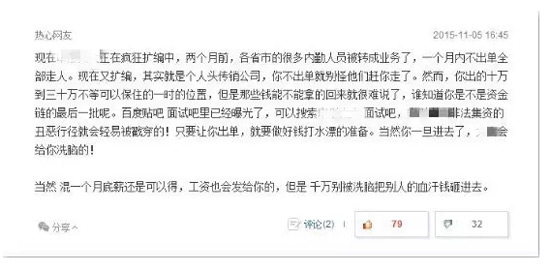 热心网友 2015-11-05 16:45
现在 正在疯狂扩编中，两个月前，各省市的很多内勤人员被转成业务了，一个月内不出单全
部走人。现在又扩编，其实就是个人头传销公司，你不出单就别怪他们赶你走了。然而，你出的十万
到三十万不等可以保住的一时的位置，但是那些钱能不能拿的回来就很难说了，谁知道你是不是资金
链的最后一批呢。百度贴吧 面试吧里已经曝光了，可以搜索 面试吧， 非法集资的
丑恶行径就会轻易被戳穿的！只要让你出单，就要做好钱打水漂的准备。当然你一旦进去了， 会
给你洗脑的！
当然 混一个月底薪还是可以得，工资也会发给你的，但是 千万别被洗脑把别人的血汗钱砸进去。
分享 评论(2) 79 32